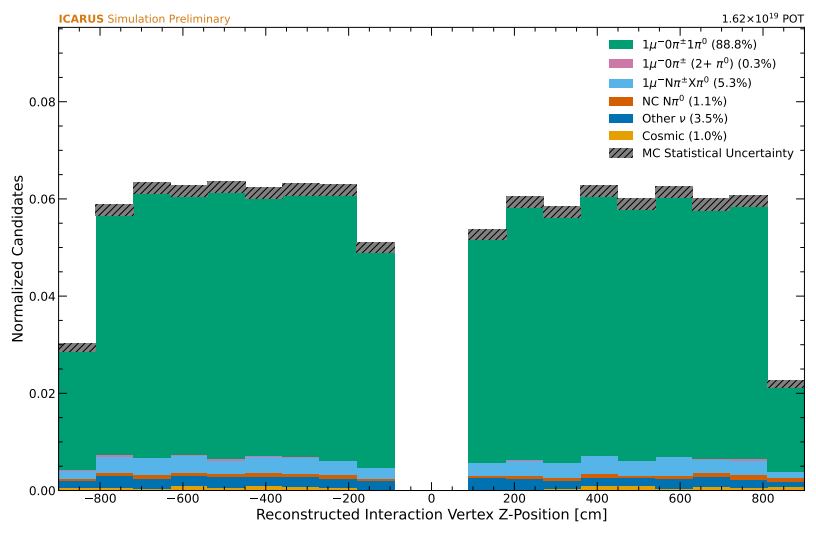 ICARUS Simulation Preliminary 1.62×10¹⁹ POT
1μ⁻0π±1π⁰ (88.8%)
1μ⁻0π± (2+ π⁰) (0.3%)
1μ⁻Nπ±Xπ⁰ (5.3%)
NC Nπ⁰ (1.1%)
Other ν (3.5%)
Cosmic (1.0%)
MC Statistical Uncertainty
Normalized Candidates
0.08
0.06
0.04
0.02
0.00
−800 −600 −400 −200 0 200 400 600 800
Reconstructed Interaction Vertex Z-Position [cm]